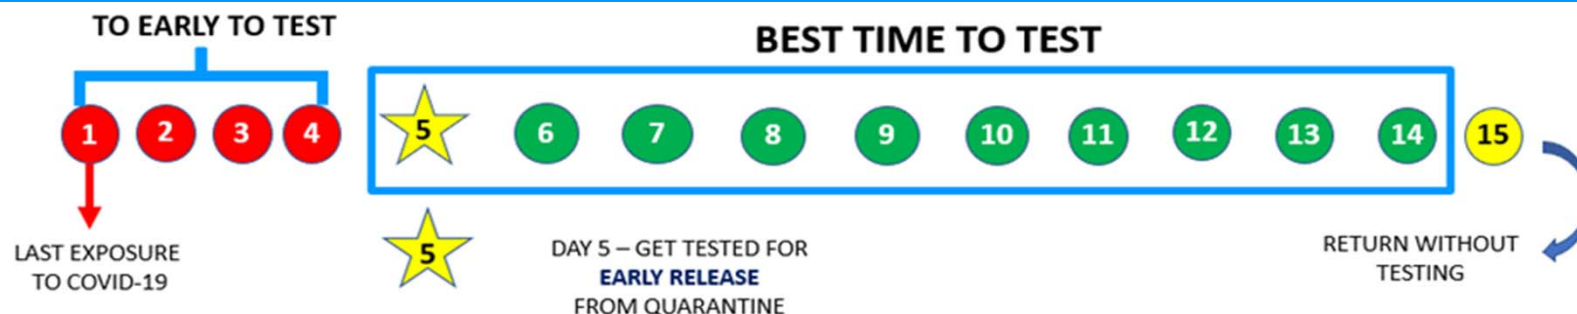 TO EARLY TO TEST
BEST TIME TO TEST
1 2 3 4 5 6 7 8 9 10 11 12 13 14 15
LAST EXPOSURE
TO COVID-19
5
DAY 5 – GET TESTED FOR
EARLY RELEASE
FROM QUARANTINE
RETURN WITHOUT
TESTING